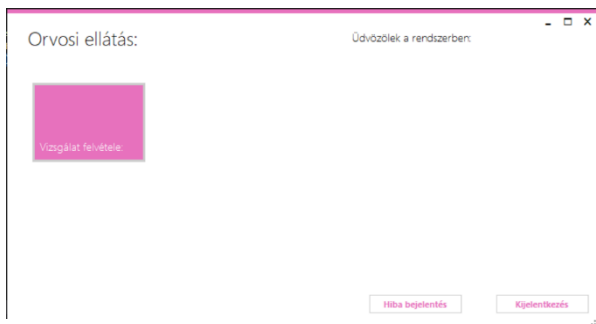 Orvosi ellátás:
Üdvözölek a rendszerben:
Vizsgálat felvétele:
Hiba bejelentés
Kijelentkezés